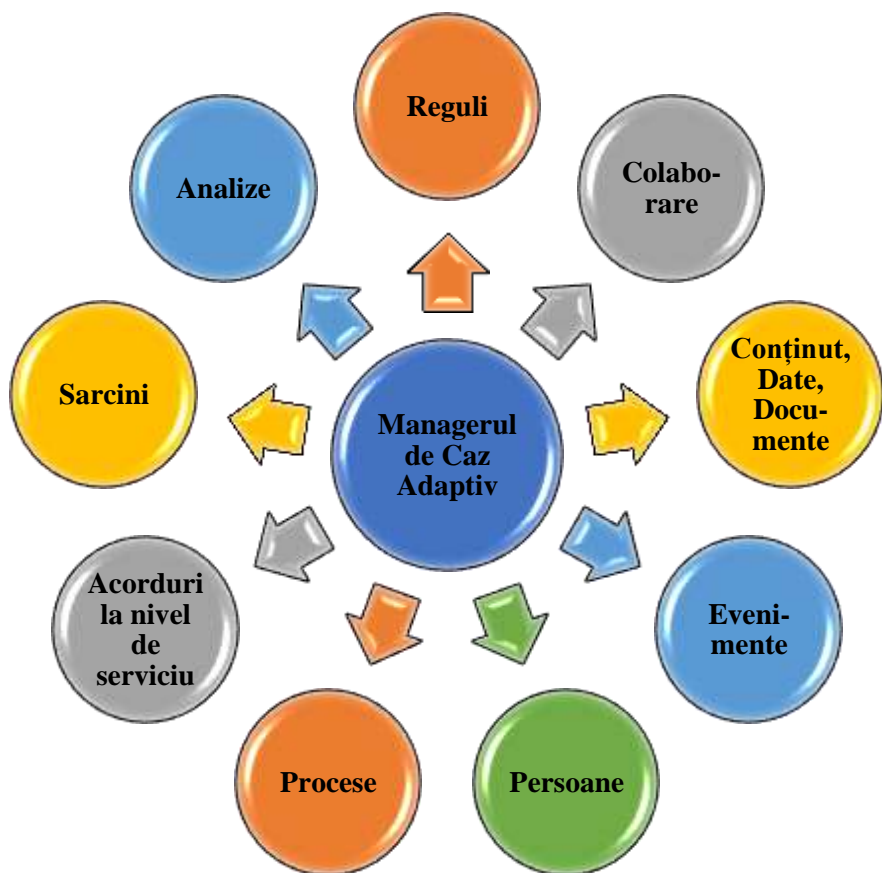 Reguli
Colabo-
rare
Conținut,
Date,
Docu-
mente
Eveni-
mente
Persoane
Procese
Acorduri
la nivel
de
serviciu
Sarcini
Analize
Managerul
de Caz
Adaptiv